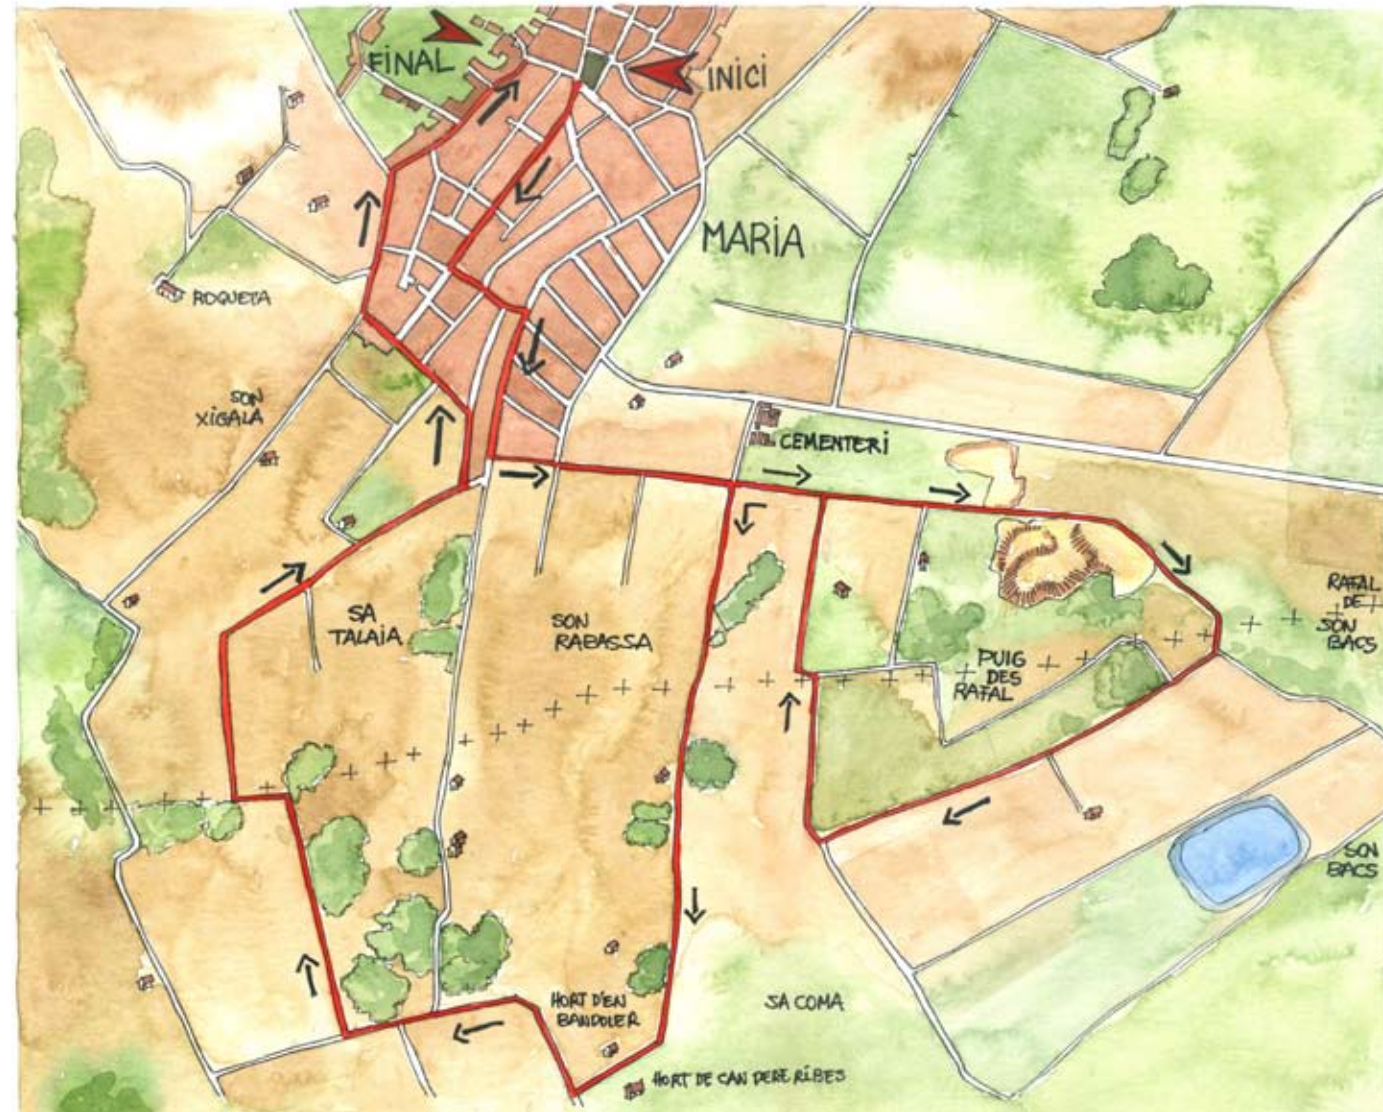 FINAL
INICI
MARIA
ROQUETA
SON
XIGALA
CEMENTERI
SA
TALAIA
SON
RABASSA
PUIG
DES
RAFAL
RAFAL
DE
SON
BACS
SON
BACS
HORT D'EN
BANDOLER
SA COMA
HORT DE CAN PERE RIBES